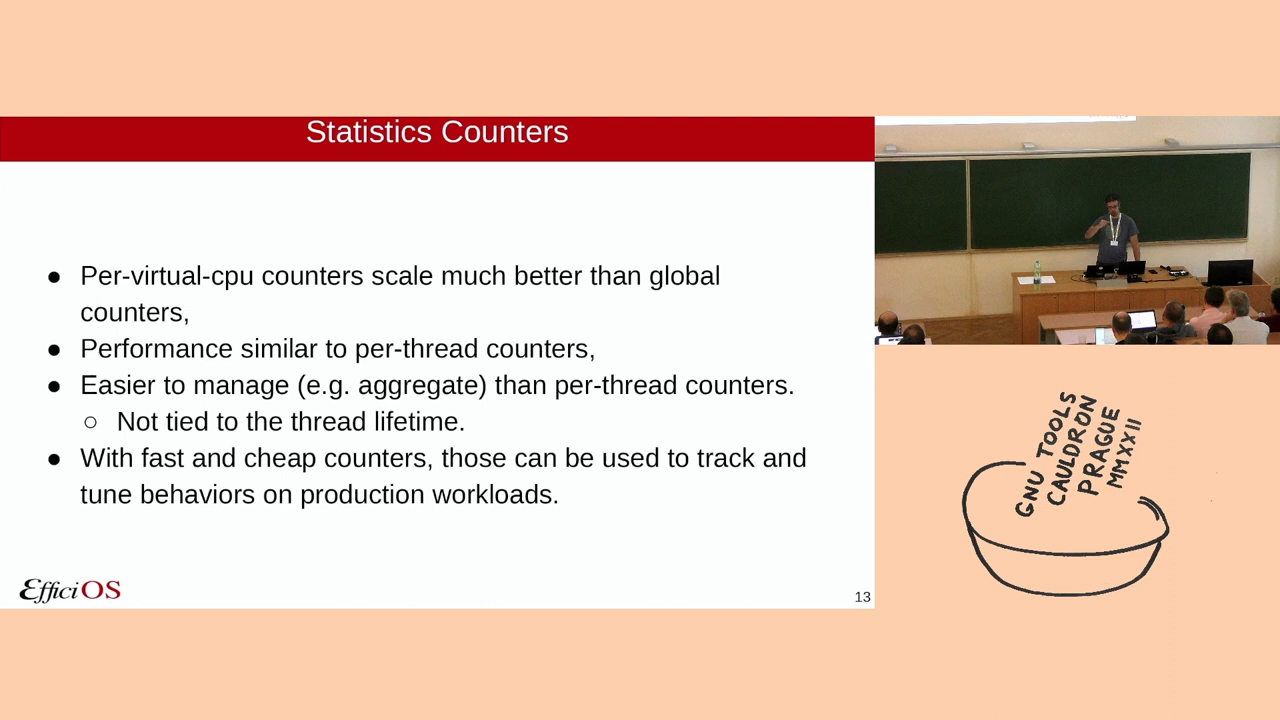 Statistics Counters
● Per-virtual-cpu counters scale much better than global
counters,
● Performance similar to per-thread counters,
● Easier to manage (e.g. aggregate) than per-thread counters.
○ Not tied to the thread lifetime.
● With fast and cheap counters, those can be used to track and
tune behaviors on production workloads.
EfficiOS
13
GNU TOOLS
CAULDRON
PRAGUE
MMXXII